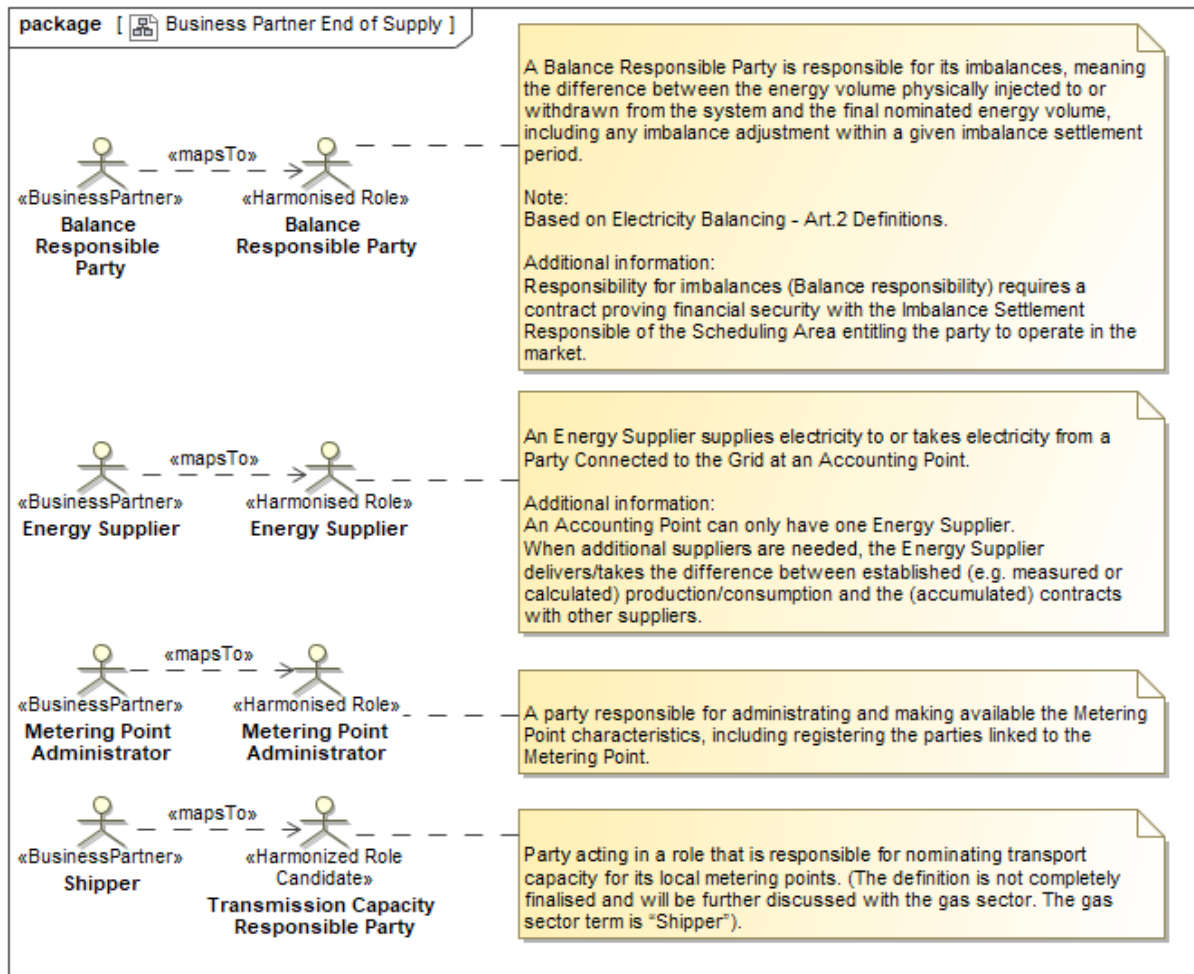 package [ Business Partner End of Supply ]
A Balance Responsible Party is responsible for its imbalances, meaning
the difference between the energy volume physically injected to or
withdrawn from the system and the final nominated energy volume,
including any imbalance adjustment within a given imbalance settlement
period.
Note:
Based on Electricity Balancing - Art.2 Definitions.
Additional information:
Responsibility for imbalances (Balance responsibility) requires a
contract proving financial security with the Imbalance Settlement
Responsible of the Scheduling Area entitling the party to operate in the
market.
«mapsTo»
«BusinessPartner»
Balance
Responsible
Party
«Harmonised Role»
Balance
Responsible Party
An Energy Supplier supplies electricity to or takes electricity from a
Party Connected to the Grid at an Accounting Point.
Additional information:
An Accounting Point can only have one Energy Supplier.
When additional suppliers are needed, the Energy Supplier
delivers/takes the difference between established (e.g. measured or
calculated) production/consumption and the (accumulated) contracts
with other suppliers.
«mapsTo»
«BusinessPartner»
Energy Supplier
«Harmonised Role»
Energy Supplier
«mapsTo»
«BusinessPartner»
Metering Point
Administrator
«Harmonised Role»
Metering Point
Administrator
A party responsible for administrating and making available the Metering
Point characteristics, including registering the parties linked to the
Metering Point.
«mapsTo»
«BusinessPartner»
Shipper
«Harmonized Role
Candidate»
Transmission Capacity
Responsible Party
Party acting in a role that is responsible for nominating transport
capacity for its local metering points. (The definition is not completely
finalised and will be further discussed with the gas sector. The gas
sector term is “Shipper”).